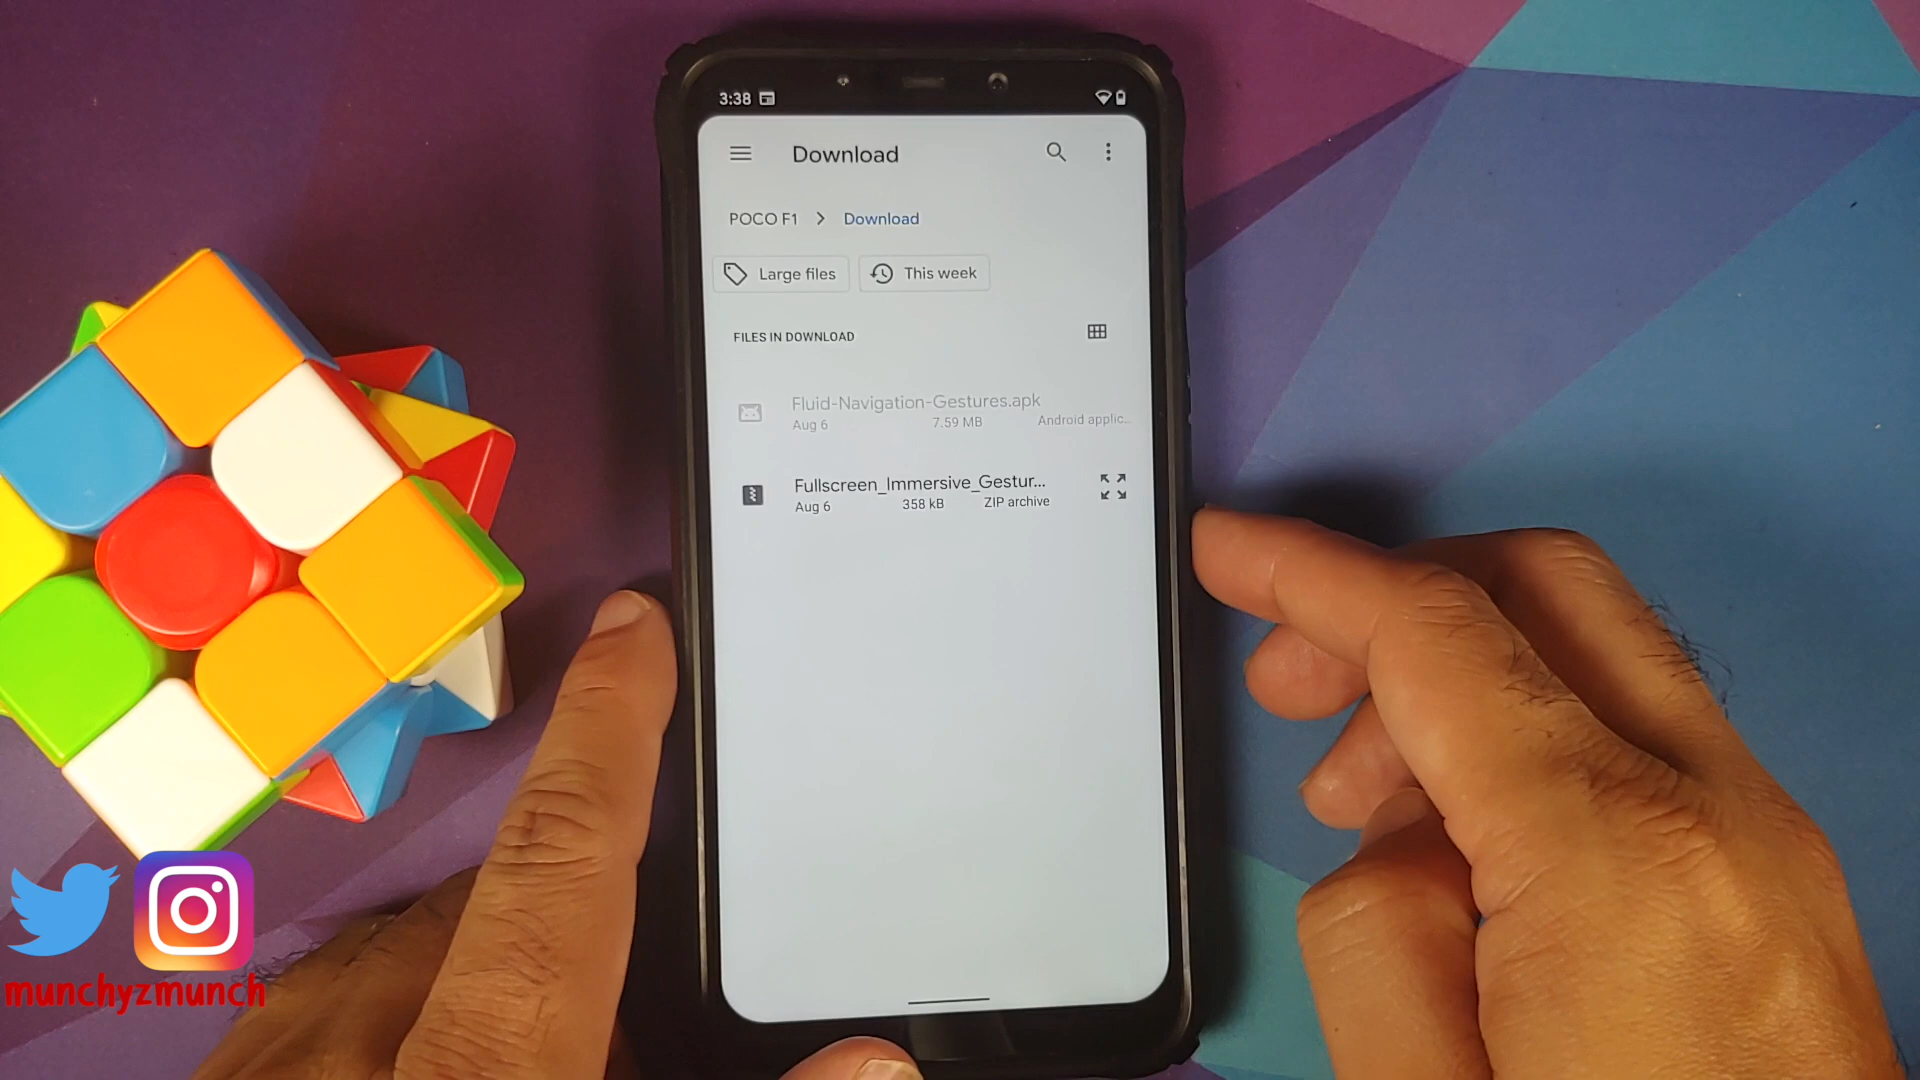 3:38
Download
POCO F1 > Download
Large files
This week
FILES IN DOWNLOAD
Fluid-Navigation-Gestures.apk
Aug 6 7.59 MB Android applic...
Fullscreen_Immersive_Gestur...
Aug 6 358 kB ZIP archive
munchyzmunch